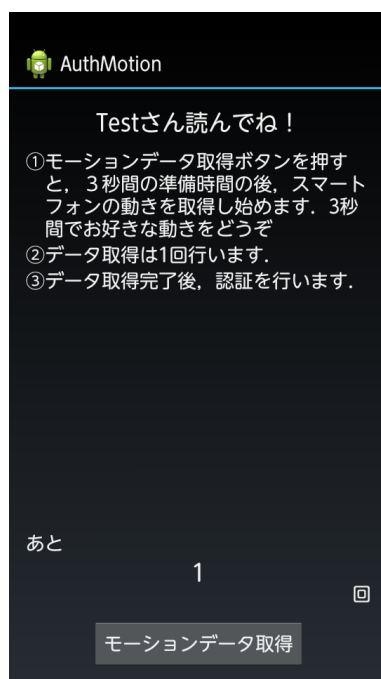 AuthMotion
Testさん読んでね！
①モーションデータ取得ボタンを押す
と，３秒間の準備時間の後，スマート
フォンの動きを取得し始めます．3秒
間でお好きな動きをどうぞ
②データ取得は1回行います．
③データ取得完了後，認証を行います．
あと
1
回
モーションデータ取得